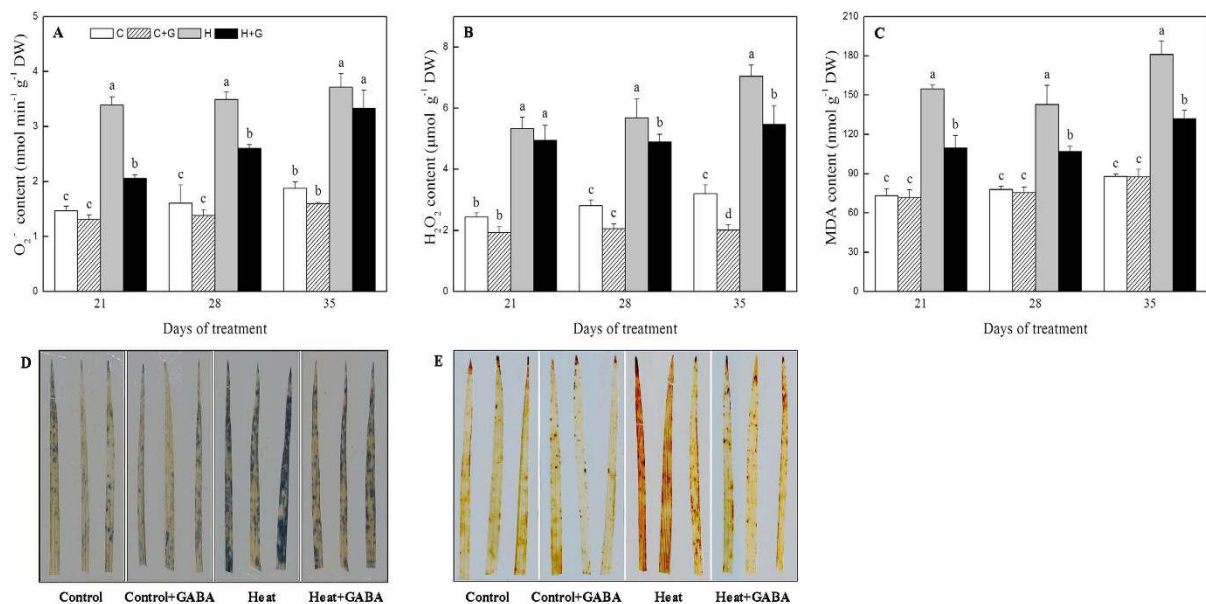 A
C C+G H H+G
O2·- content (nmol min-1 g-1 DW)
5
4
3
2
1
0
c c a b
c c a b
b b a a
21 28 35
Days of treatment
B
H2O2 content (μmol g-1 DW)
8
6
4
2
0
b b a a
c c a b
c d a b
21 28 35
Days of treatment
C
MDA content (nmol g-1 DW)
210
180
150
120
90
60
30
0
c c a b
c c a b
c c a b
21 28 35
Days of treatment
D
Control Control+GABA Heat Heat+GABA
E
Control Control+GABA Heat Heat+GABA